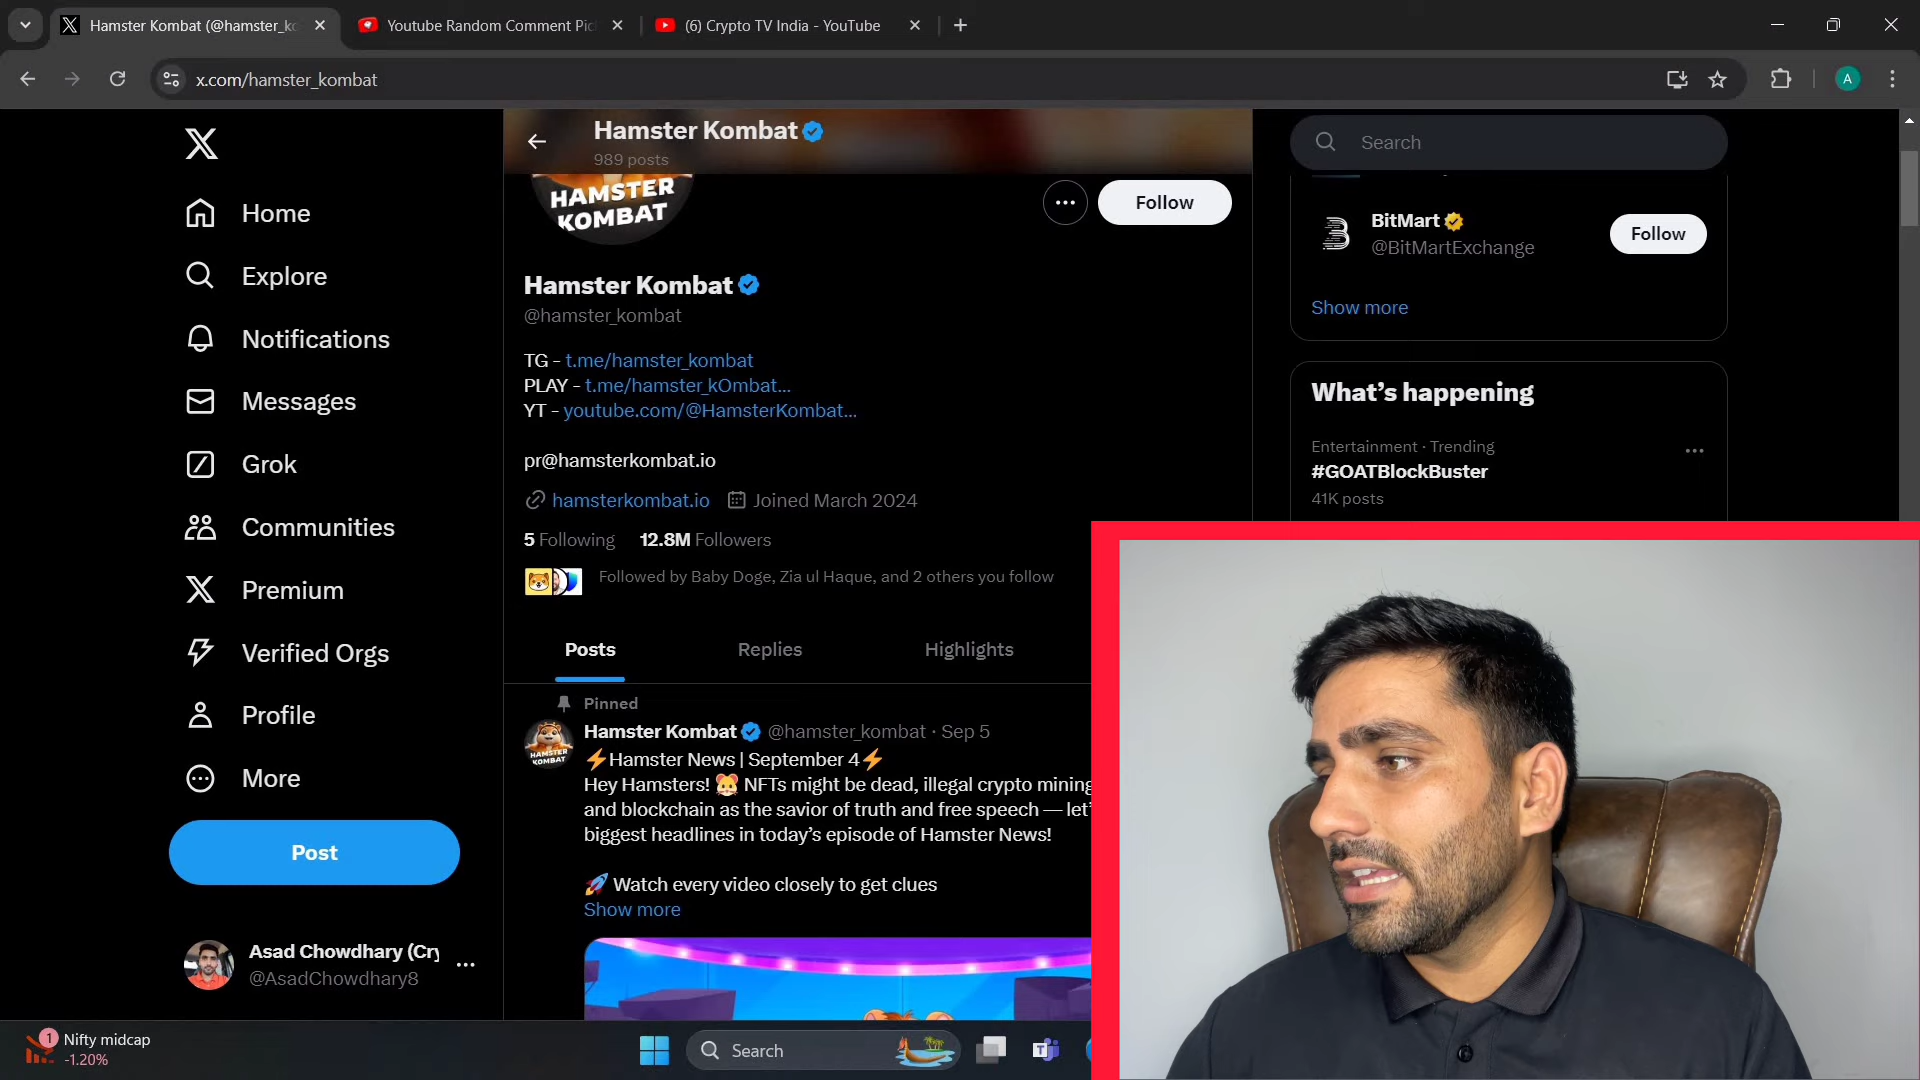 Hamster Kombat (@hamster_ko
Youtube Random Comment Pic
(6) Crypto TV India - YouTube
x.com/hamster_kombat
A
Hamster Kombat
989 posts
HAMSTER
KOMBAT
Follow
Home
Explore
Notifications
Messages
Grok
Communities
Premium
Verified Orgs
Profile
More
Post
Asad Chowdhary (Cry
@AsadChowdhary8
Hamster Kombat
@hamster_kombat
TG - t.me/hamster_kombat
PLAY - t.me/hamster_kOmbat...
YT - youtube.com/@HamsterKombat...
pr@hamsterkombat.io
hamsterkombat.io Joined March 2024
5 Following 12.8M Followers
Followed by Baby Doge, Zia ul Haque, and 2 others you follow
Posts Replies Highlights
Pinned
Hamster Kombat @hamster_kombat · Sep 5
⚡Hamster News | September 4⚡
Hey Hamsters! 🐹 NFTs might be dead, illegal crypto mining
and blockchain as the savior of truth and free speech — let'
biggest headlines in today's episode of Hamster News!
🚀 Watch every video closely to get clues
Show more
HAMSTER
KOMBAT
Search
BitMart
@BitMartExchange
Follow
Show more
What's happening
Entertainment · Trending
#GOATBlockBuster
41K posts
1
Nifty midcap
-1.20%
Search